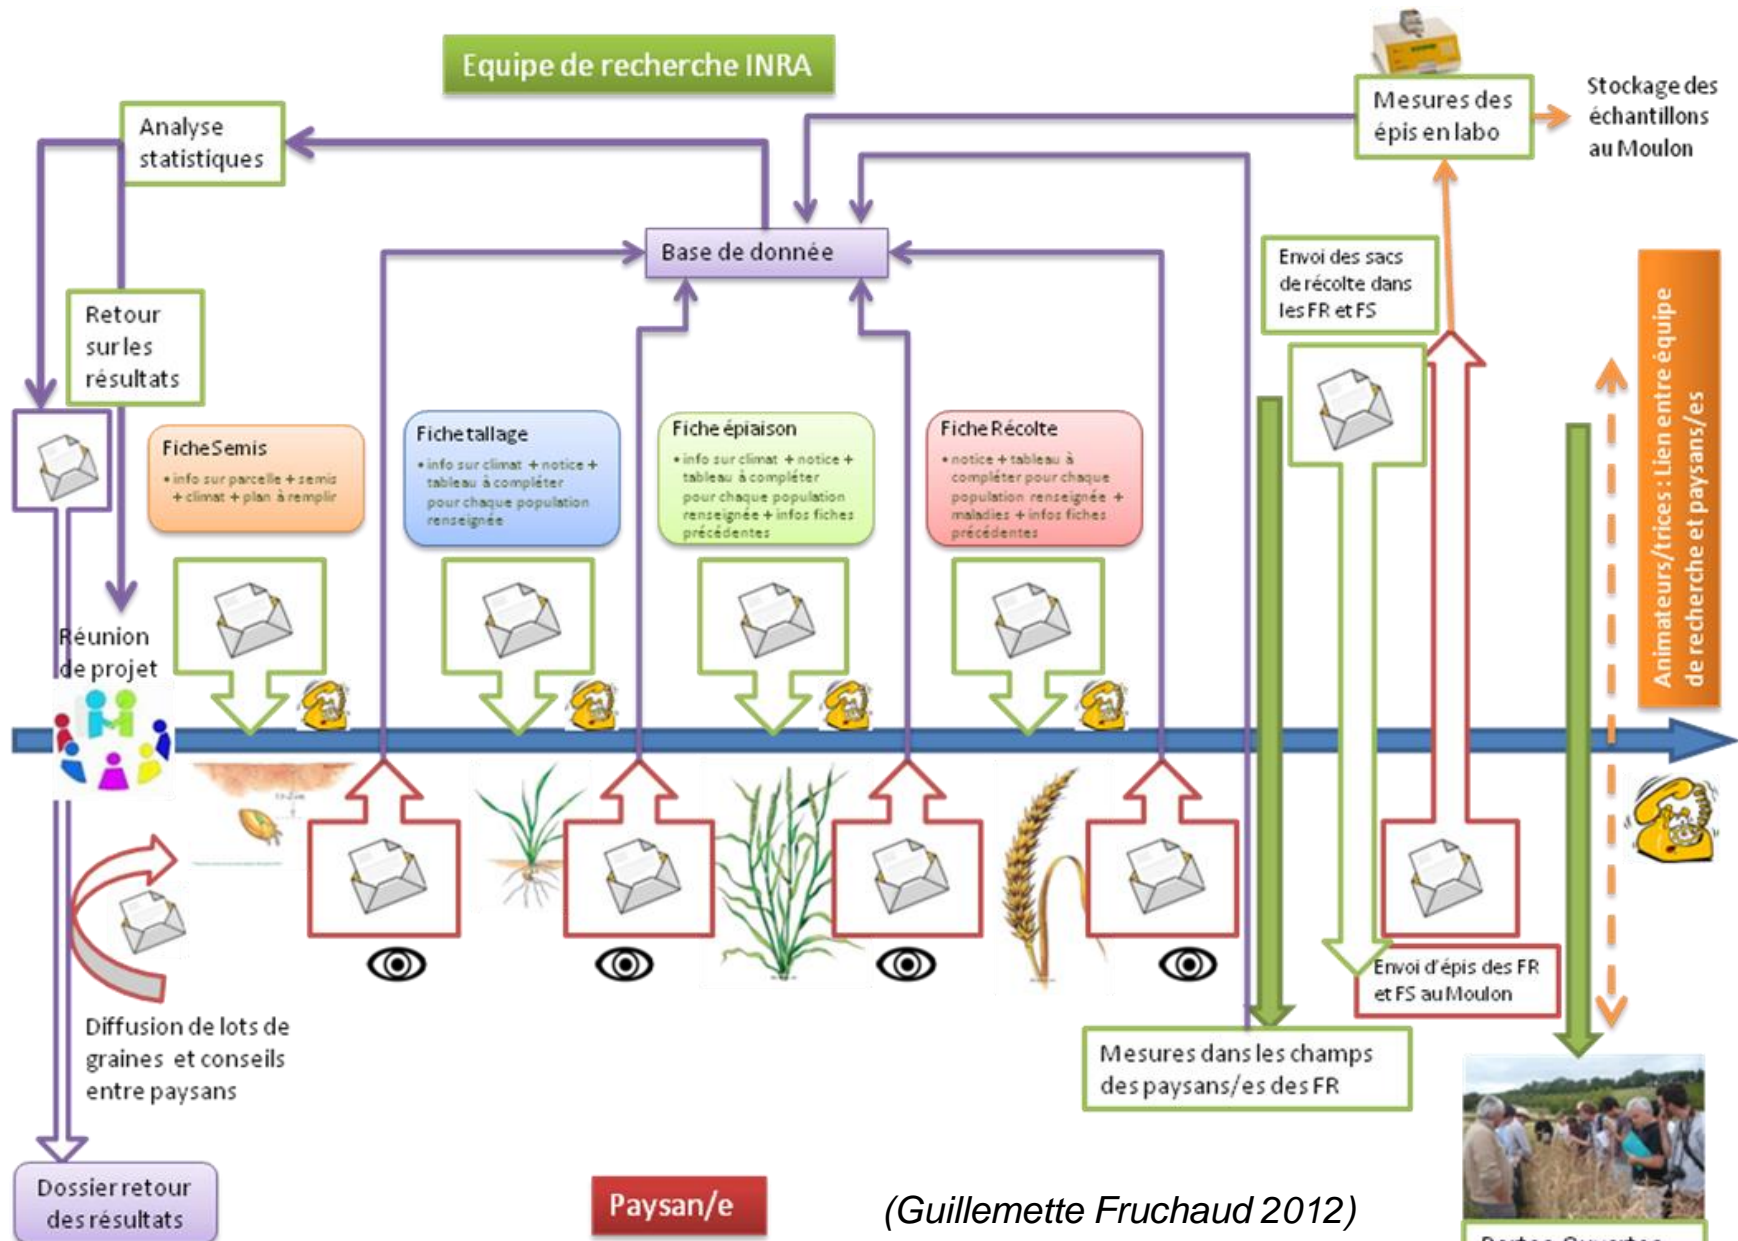 Equipe de recherche INRA
Analyse
statistiques
Mesures des
épis en labo
Stockage des
échantillons
au Moulon
Base de donnée
Envoi des sacs
de récolte dans
les FR et FS
Animateurs/trices : Lien entre équipe
de recherche et paysans/es
Retour
sur les
résultats
Fiche Semis
• info sur parcelle + semis
+ climat + plan à remplir
Fiche tallage
• info sur climat + notice +
tableau à compléter
pour chaque population
renseignée
Fiche épiaison
• info sur climat + notice +
tableau à compléter
pour chaque population
renseignée + infos fiches
précédentes
Fiche Récolte
• notice + tableau à
compléter pour chaque
population renseignée +
maladies + infos fiches
précédentes
Réunion
de projet
Envoi d'épis des FR
et FS au Moulon
Diffusion de lots de
graines et conseils
entre paysans
Mesures dans les champs
des paysans/es des FR
Dossier retour
des résultats
Paysan/e
(Guillemette Fruchaud 2012)
Portes Ouvertes